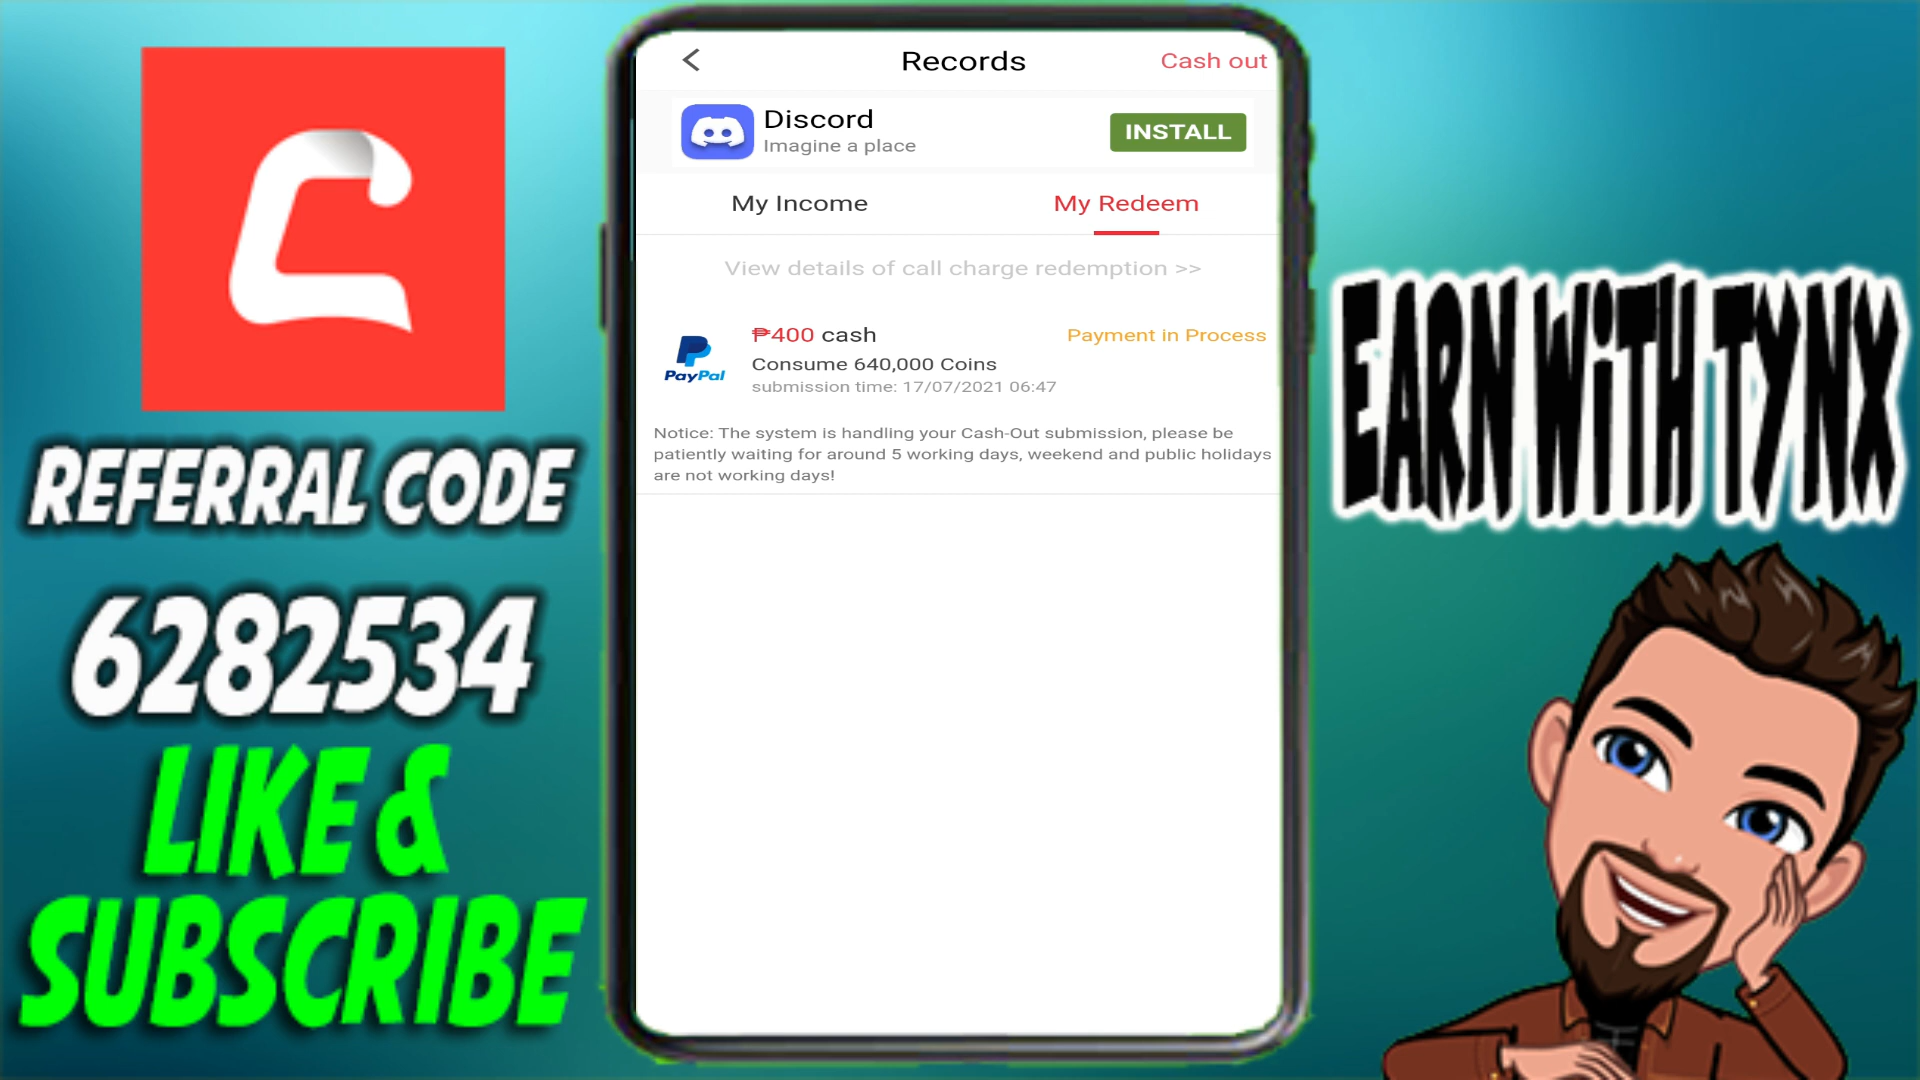 REFERRAL CODE
6282534
LIKE &
SUBSCRIBE
Records
Cash out
Discord
Imagine a place
INSTALL
My Income
My Redeem
View details of call charge redemption >>
PayPal
₱400 cash
Payment in Process
Consume 640,000 Coins
submission time: 17/07/2021 06:47
Notice: The system is handling your Cash-Out submission, please be
patiently waiting for around 5 working days, weekend and public holidays
are not working days!
EARN WiTH TYNX